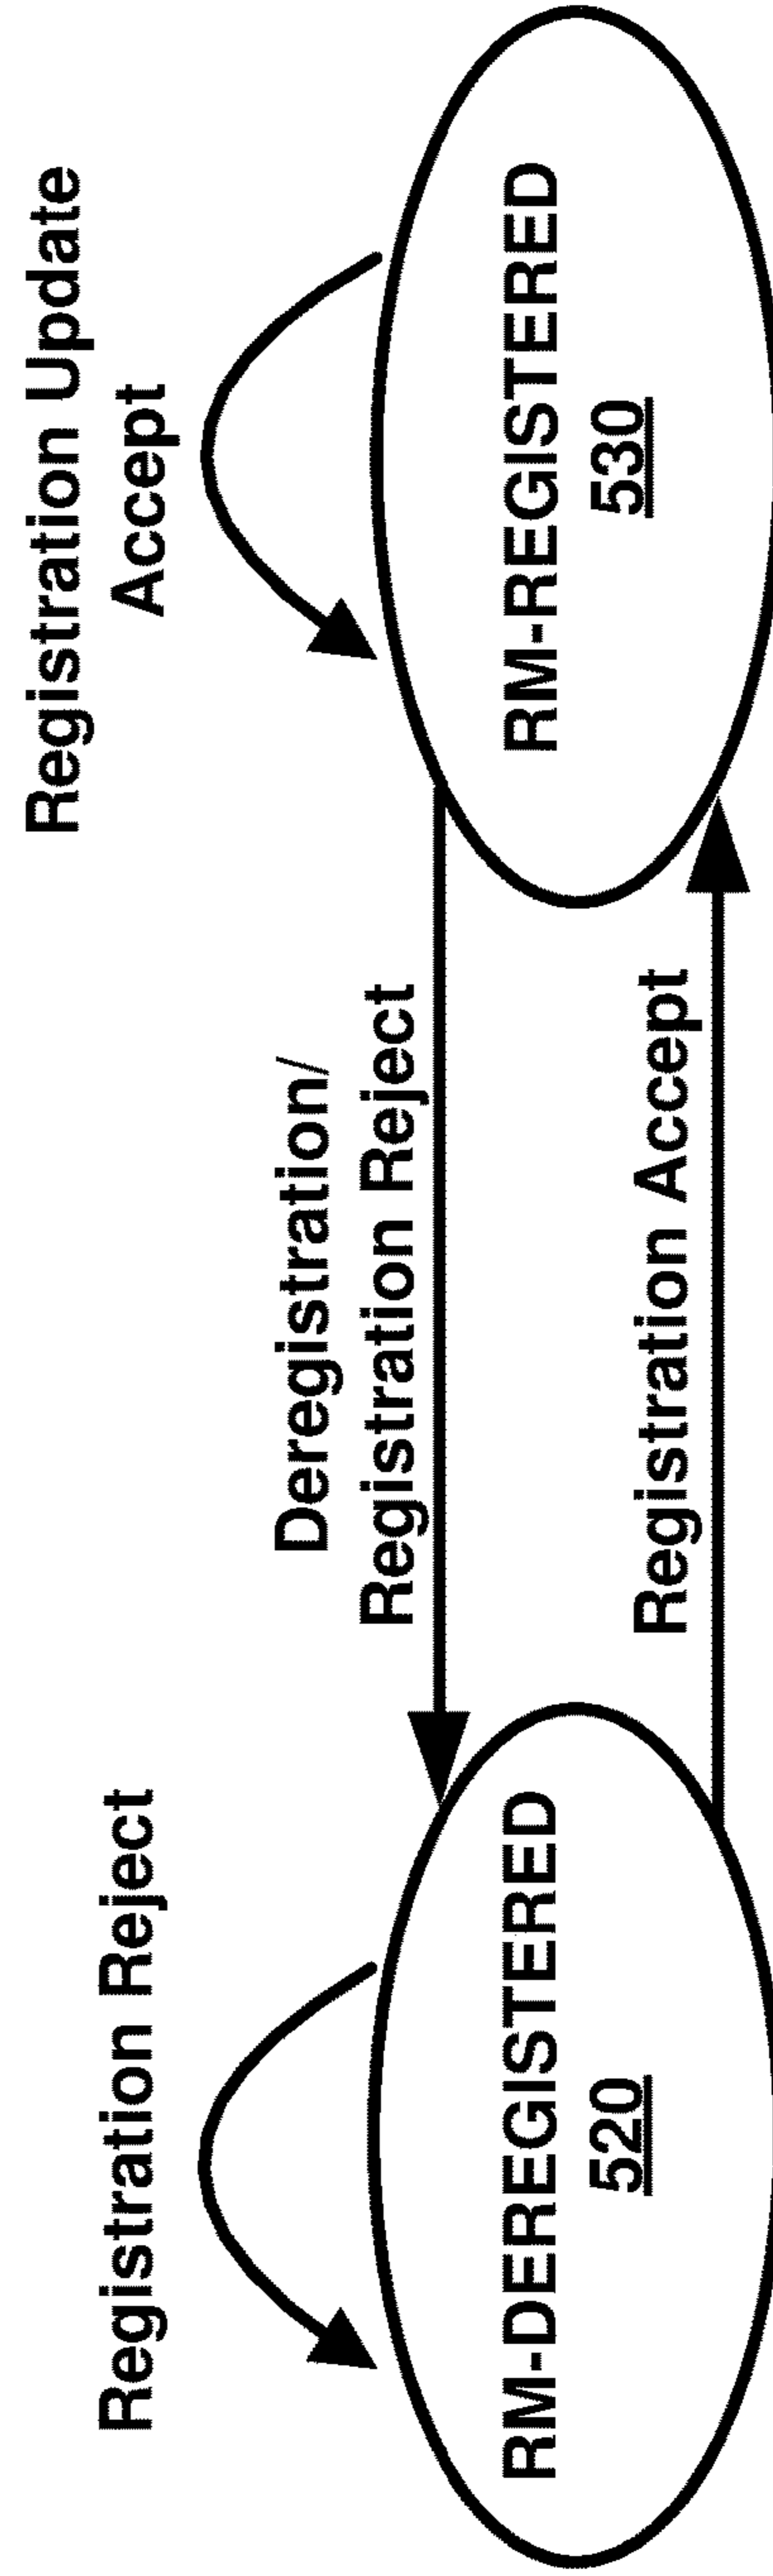 Registration Reject
Registration Update
Accept
Deregistration/
Registration Reject
RM-DEREGISTERED
520
RM-REGISTERED
530
Registration Accept